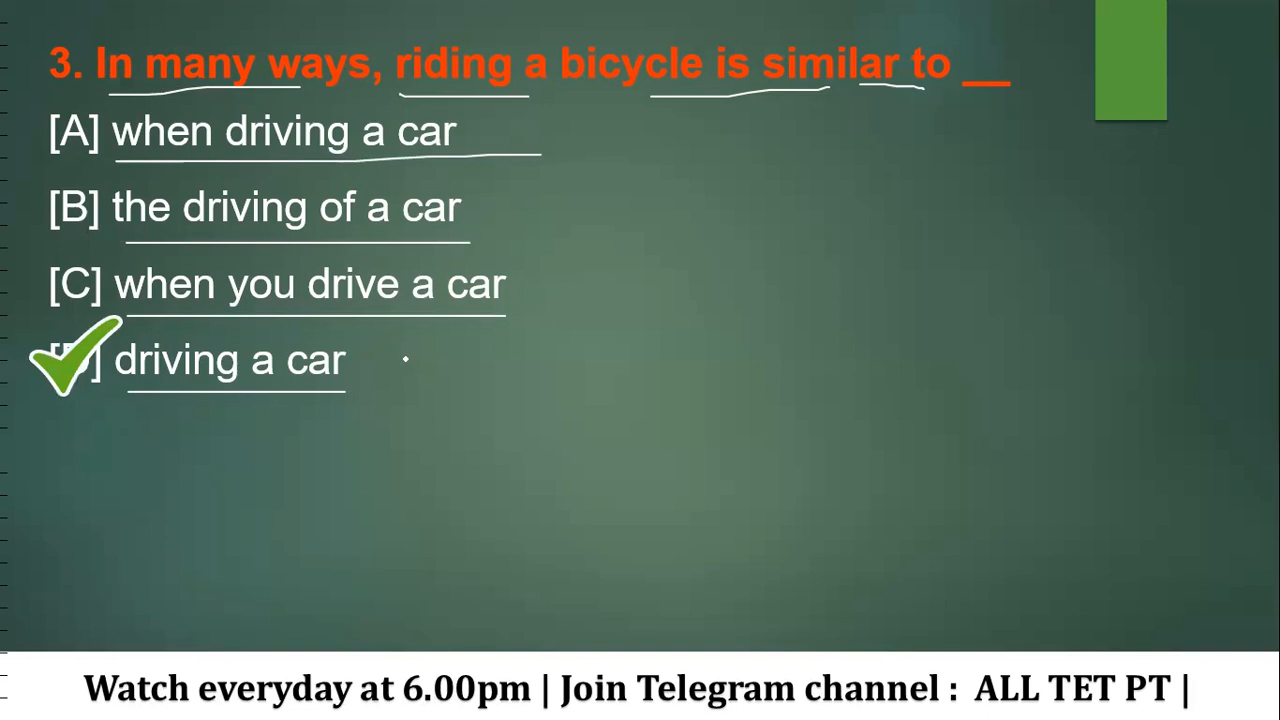 3. In many ways, riding a bicycle is similar to __
[A] when driving a car
[B] the driving of a car
[C] when you drive a car
[D] driving a car
Watch everyday at 6.00pm | Join Telegram channel : ALL TET PT |